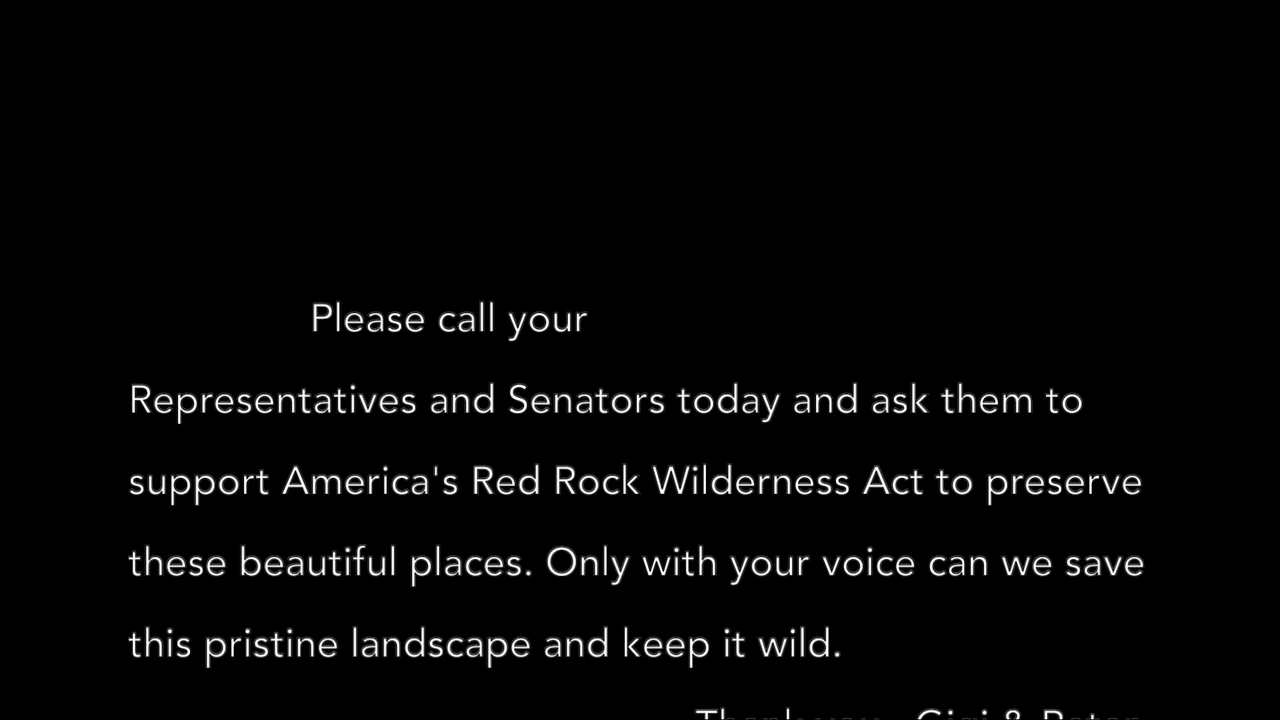 Please call your
Representatives and Senators today and ask them to
support America's Red Rock Wilderness Act to preserve
these beautiful places. Only with your voice can we save
this pristine landscape and keep it wild.